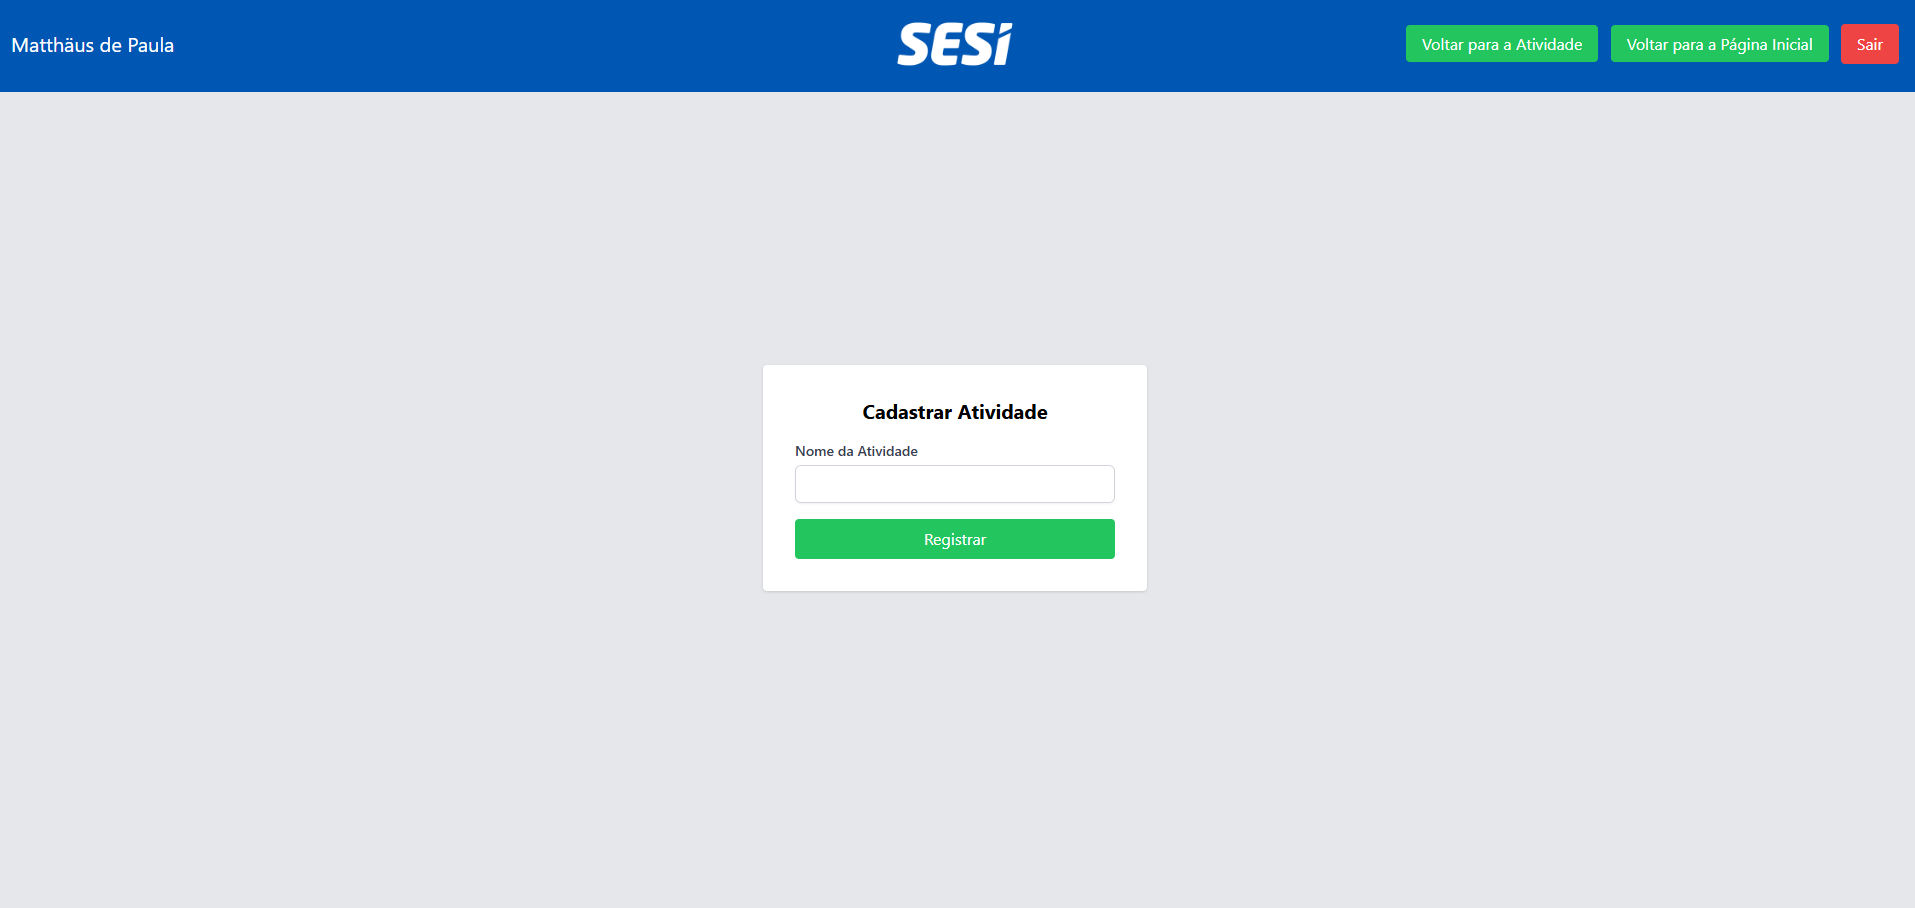 Matthäus de Paula
SESI
Voltar para a Atividade
Voltar para a Página Inicial
Sair
Cadastrar Atividade
Nome da Atividade
Registrar